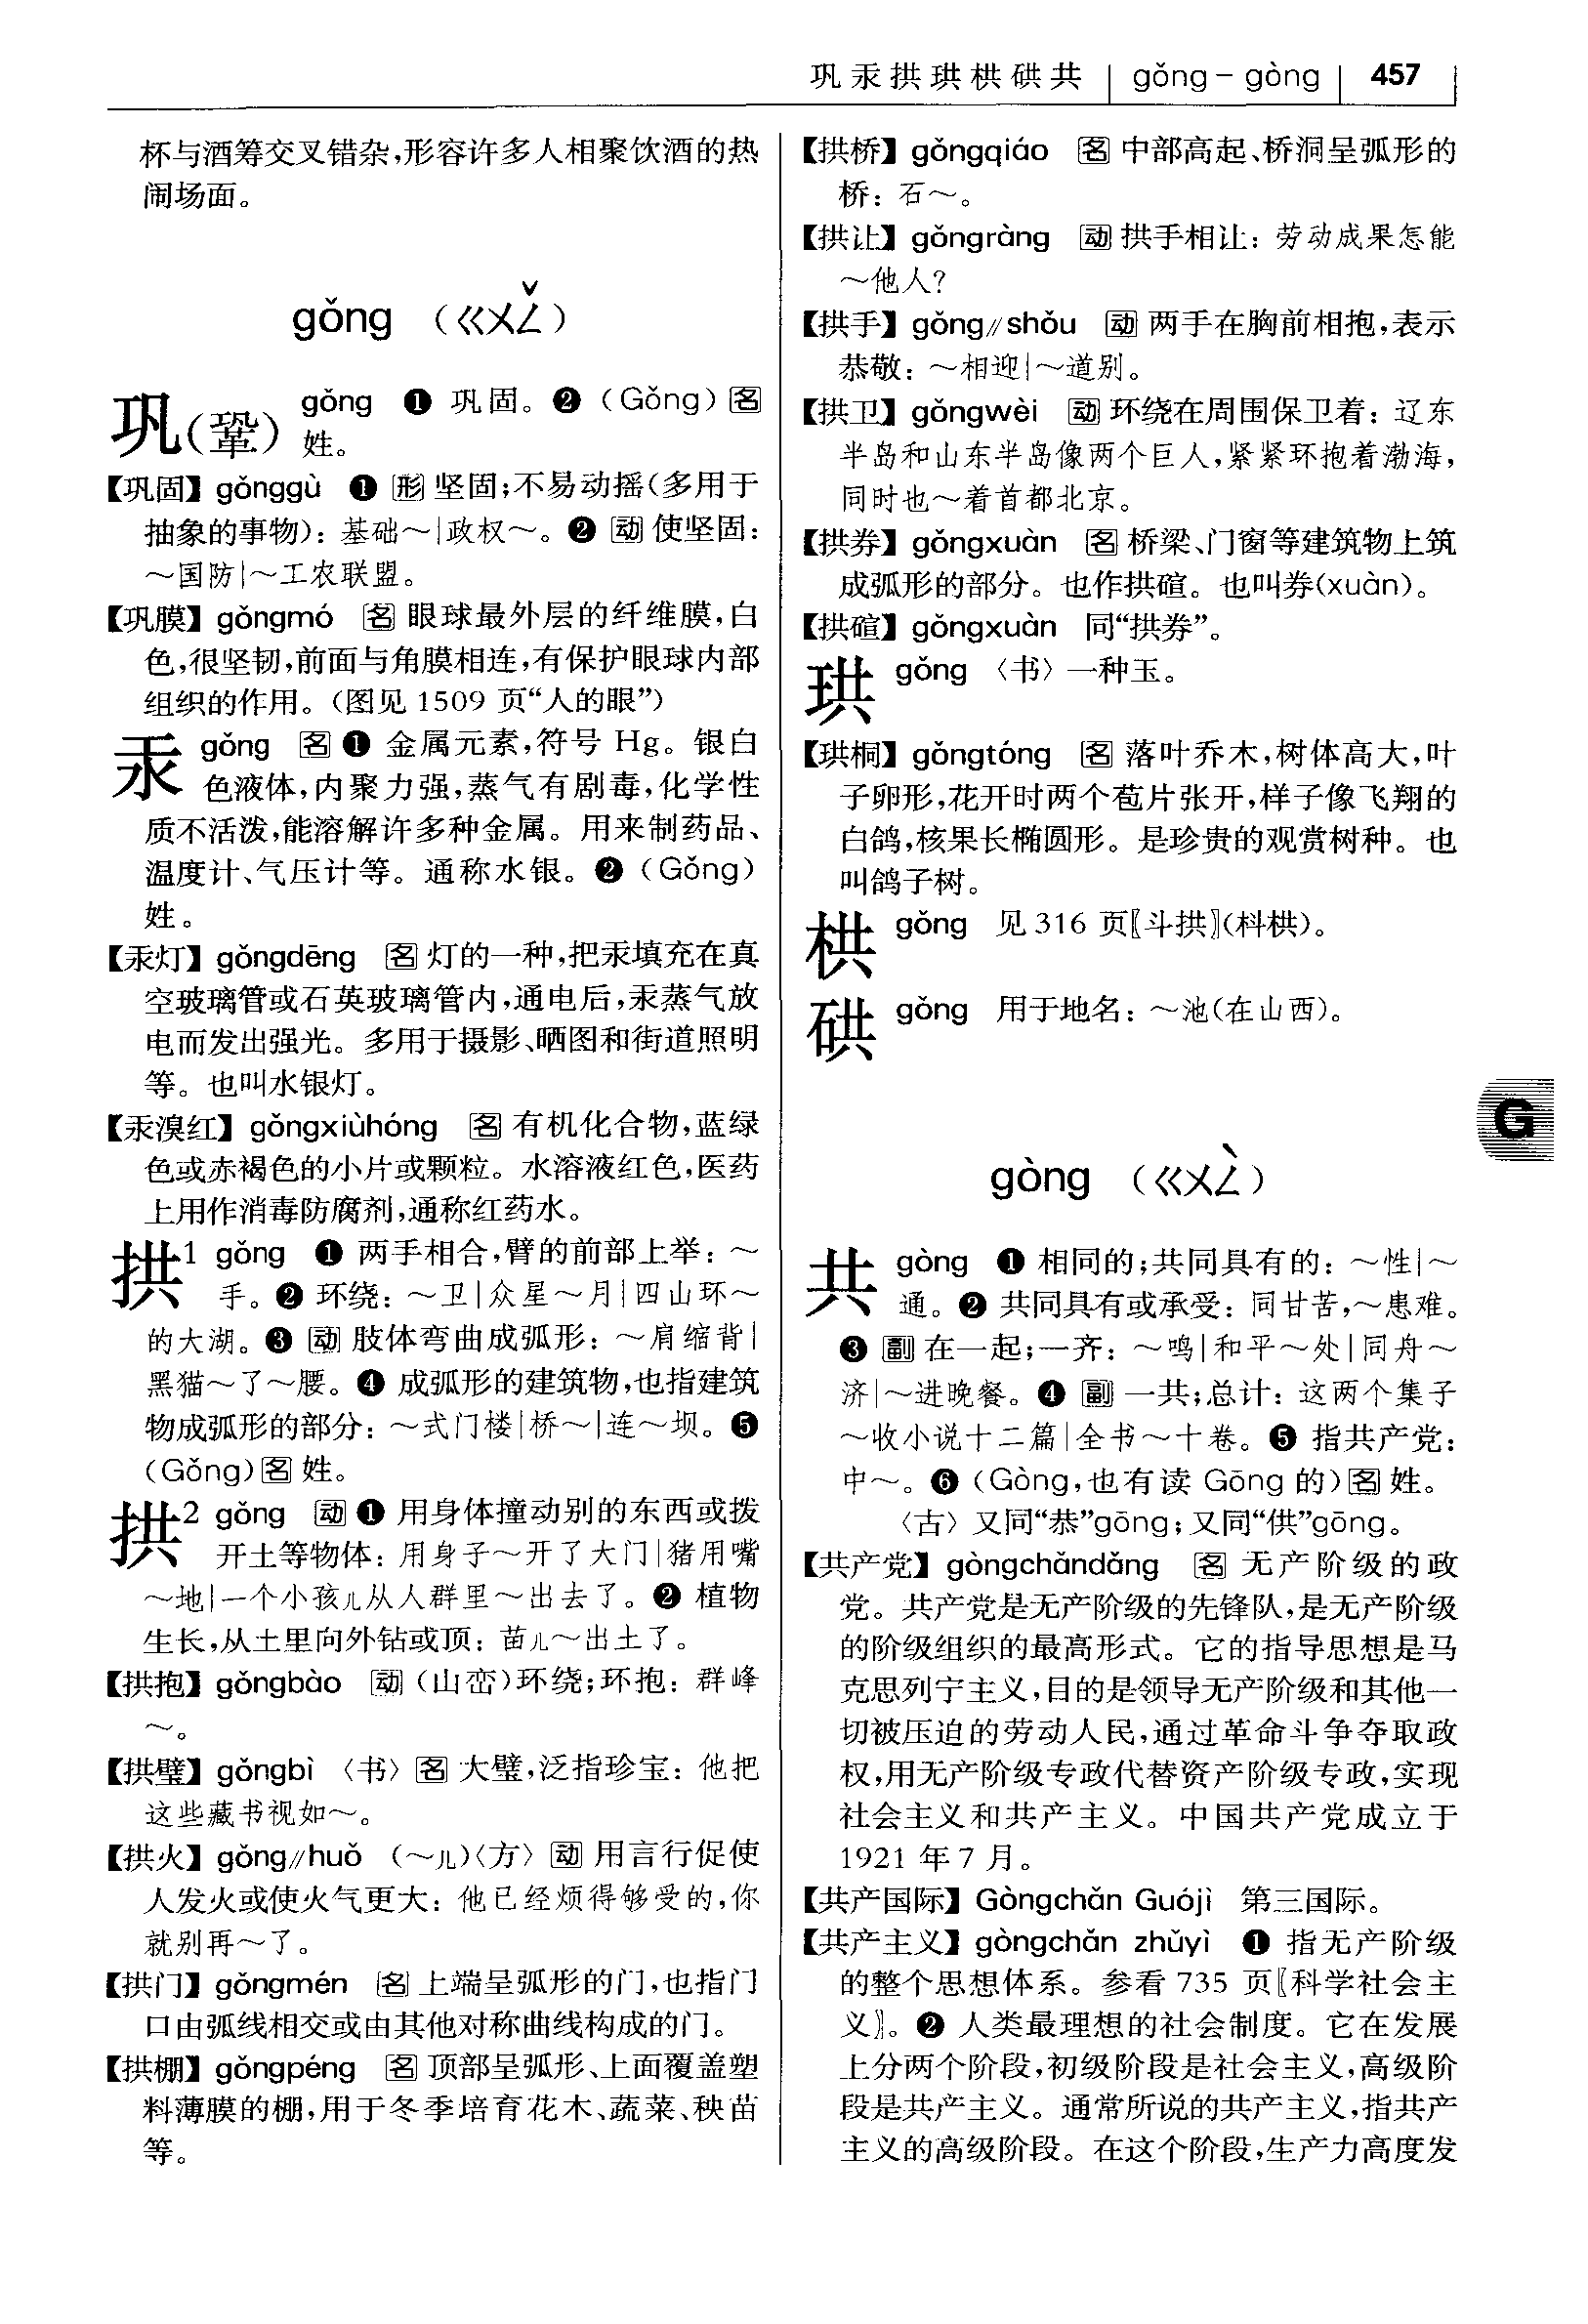 巩汞拱珙栱硔共 gǒng－gòng 457
杯与酒筹交叉错杂,形容许多人相聚饮酒的热
闹场面。
gǒng （ㄍㄨㄥˇ）
巩(鞏) gǒng ❶ 巩固。❷（Gǒng）名
姓。
【巩固】gǒnggù ❶ 形 坚固;不易动摇(多用于
抽象的事物)：基础～|政权～。❷ 动 使坚固：
～国防|～工农联盟。
【巩膜】gǒngmó 名 眼球最外层的纤维膜,白
色,很坚韧,前面与角膜相连,有保护眼球内部
组织的作用。(图见 1509 页“人的眼”)
汞 gǒng 名 ❶ 金属元素,符号 Hg。银白
色液体,内聚力强,蒸气有剧毒,化学性
质不活泼,能溶解许多种金属。用来制药品、
温度计、气压计等。通称水银。❷（Gǒng）
姓。
【汞灯】gǒngdēng 名 灯的一种,把汞填充在真
空玻璃管或石英玻璃管内,通电后,汞蒸气放
电而发出强光。多用于摄影、晒图和街道照明
等。也叫水银灯。
【汞溴红】gǒngxiùhóng 名 有机化合物,蓝绿
色或赤褐色的小片或颗粒。水溶液红色,医药
上用作消毒防腐剂,通称红药水。
拱1 gǒng ❶ 两手相合,臂的前部上举：～
手。❷ 环绕：～卫|众星～月|四山环～
的大湖。❸ 动 肢体弯曲成弧形：～肩缩背|
黑猫～了～腰。❹ 成弧形的建筑物,也指建筑
物成弧形的部分：～式门楼|桥～|连～坝。❺
(Gǒng)名 姓。
拱2 gǒng 动 ❶ 用身体撞动别的东西或拨
开土等物体：用身子～开了大门|猪用嘴
～地|一个小孩儿从人群里～出去了。❷ 植物
生长,从土里向外钻或顶：苗儿～出土了。
【拱抱】gǒngbào 动（山峦）环绕;环抱：群峰
～。
【拱璧】gǒngbì 〈书〉名 大璧,泛指珍宝：他把
这些藏书视如～。
【拱火】gǒng//huǒ （～儿）〈方〉动 用言行促使
人发火或使火气更大：他已经烦得够受的,你
就别再～了。
【拱门】gǒngmén 名 上端呈弧形的门,也指门
口由弧线相交或由其他对称曲线构成的门。
【拱棚】gǒngpéng 名 顶部呈弧形、上面覆盖塑
料薄膜的棚,用于冬季培育花木、蔬菜、秧苗
等。
【拱桥】gǒngqiáo 名 中部高起、桥洞呈弧形的
桥：石～。
【拱让】gǒngràng 动 拱手相让：劳动成果怎能
～他人?
【拱手】gǒng//shǒu 动 两手在胸前相抱,表示
恭敬：～相迎|～道别。
【拱卫】gǒngwèi 动 环绕在周围保卫着：辽东
半岛和山东半岛像两个巨人,紧紧环抱着渤海,
同时也～着首都北京。
【拱券】gǒngxuàn 名 桥梁、门窗等建筑物上筑
成弧形的部分。也作拱碹。也叫券(xuàn)。
【拱碹】gǒngxuàn 同“拱券”。
珙 gǒng 〈书〉一种玉。
【珙桐】gǒngtóng 名 落叶乔木,树体高大,叶
子卵形,花开时两个苞片张开,样子像飞翔的
白鸽,核果长椭圆形。是珍贵的观赏树种。也
叫鸽子树。
栱 gǒng 见 316 页〖斗拱〗(枓栱)。
硔 gǒng 用于地名：～池(在山西)。
G
gòng （ㄍㄨㄥˋ）
共 gòng ❶ 相同的;共同具有的：～性|～
通。❷ 共同具有或承受：同甘苦,～患难。
❸ 副 在一起;一齐：～鸣|和平～处|同舟～
济|～进晚餐。❹ 副 一共;总计：这两个集子
～收小说十二篇|全书～十卷。❺ 指共产党：
中～。❻（Gòng,也有读 Gōng 的）名 姓。
〈古〉又同“恭”gōng;又同“供”gōng。
【共产党】gòngchǎndǎng 名 无产阶级的政
党。共产党是无产阶级的先锋队,是无产阶级
的阶级组织的最高形式。它的指导思想是马
克思列宁主义,目的是领导无产阶级和其他一
切被压迫的劳动人民,通过革命斗争夺取政
权,用无产阶级专政代替资产阶级专政,实现
社会主义和共产主义。中国共产党成立于
1921 年 7 月。
【共产国际】Gòngchǎn Guójì 第三国际。
【共产主义】gòngchǎn zhǔyì ❶ 指无产阶级
的整个思想体系。参看 735 页〖科学社会主
义〗。❷ 人类最理想的社会制度。它在发展
上分两个阶段,初级阶段是社会主义,高级阶
段是共产主义。通常所说的共产主义,指共产
主义的高级阶段。在这个阶段,生产力高度发